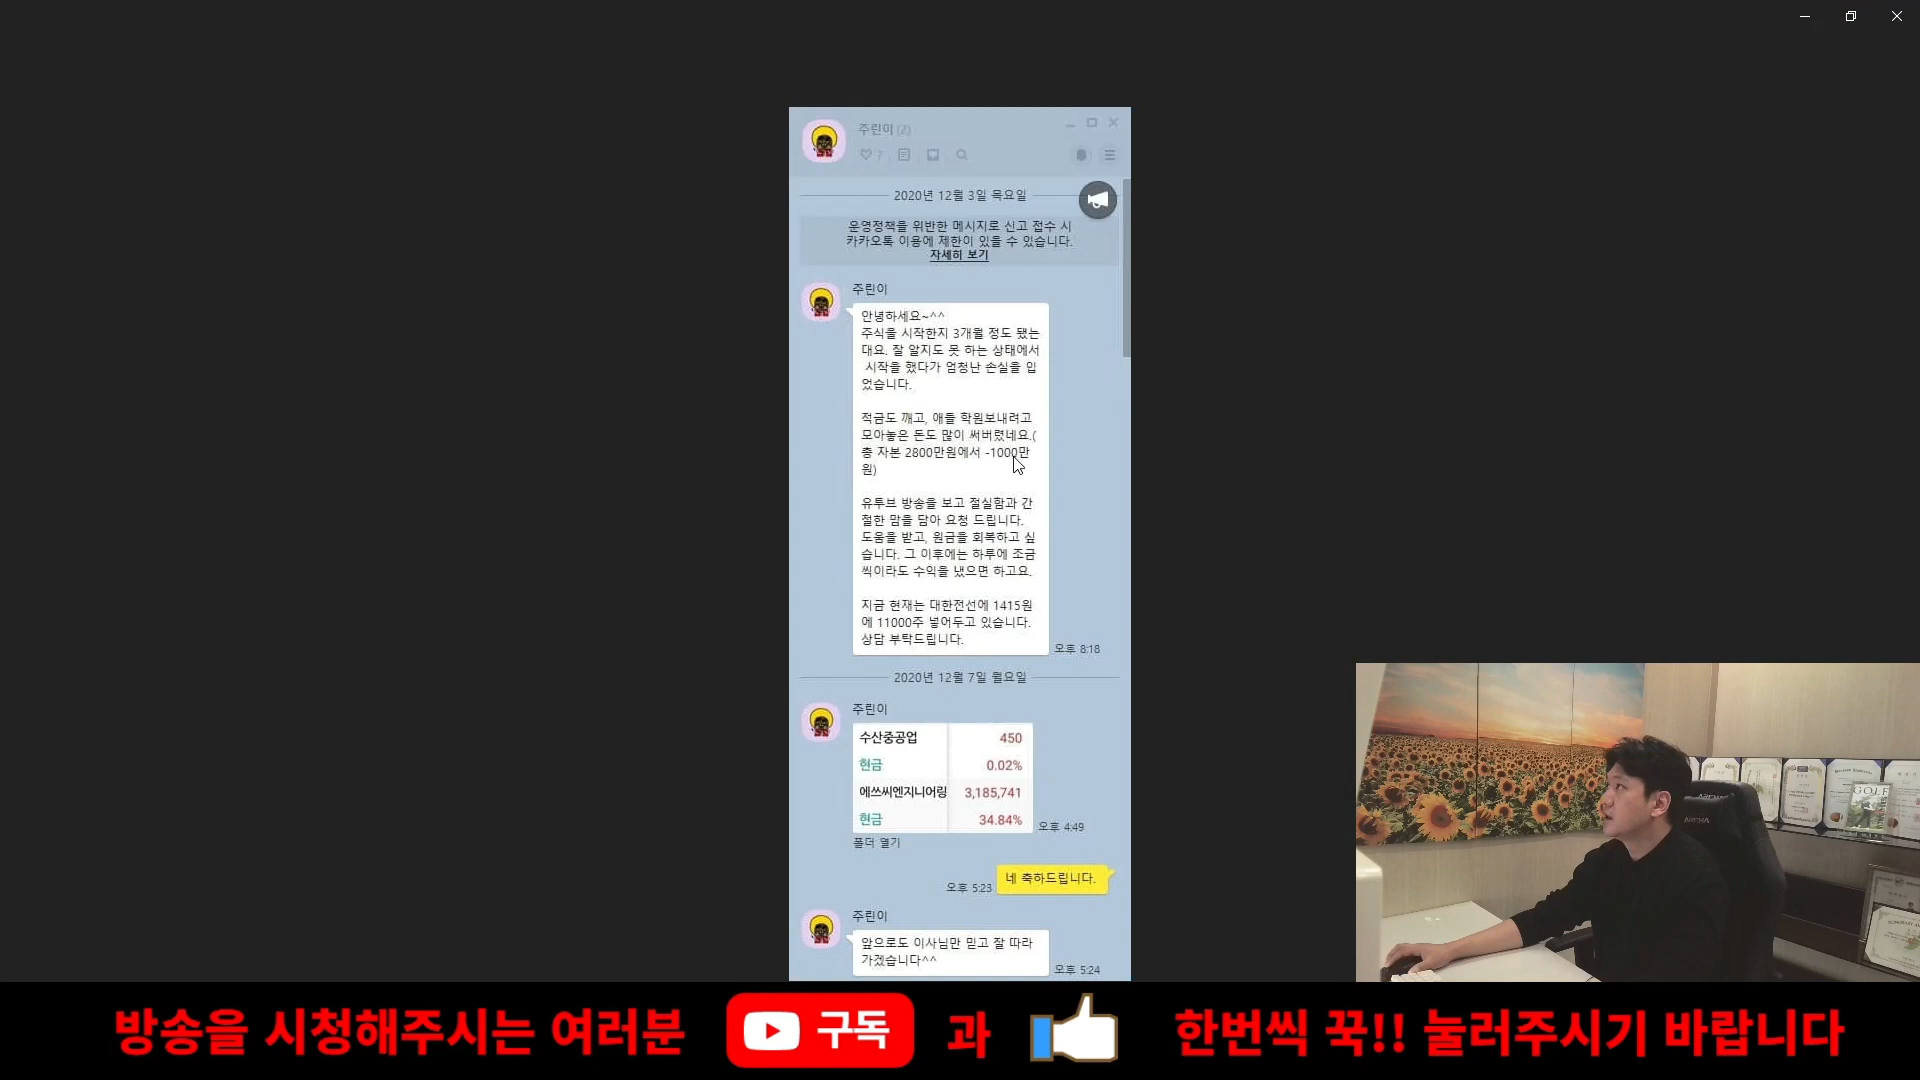 주린이 (2)
7
2020년 12월 3일 목요일
운영정책을 위반한 메시지로 신고 접수 시
카카오톡 이용에 제한이 있을 수 있습니다.
자세히 보기
주린이
안녕하세요~^^
주식을 시작한지 3개월 정도 됐는
대요. 잘 알지도 못 하는 상태에서
시작을 했다가 엄청난 손실을 입
었습니다.
적금도 깨고, 애들 학원보내려고
모아놓은 돈도 많이 써버렸네요.(
총 자본 2800만원에서 -1000만
원)
유투브 방송을 보고 절실함과 간
절한 맘을 담아 요청 드립니다.
도움을 받고, 원금을 회복하고 싶
습니다. 그 이후에는 하루에 조금
씩이라도 수익을 냈으면 하고요.
지금 현재는 대한전선에 1415원
에 11000주 넣어두고 있습니다.
상담 부탁드립니다.
오후 8:18
2020년 12월 7일 월요일
주린이
수산중공업 450
현금 0.02%
에쓰씨엔지니어링 3,185,741
현금 34.84%
오후 4:49
폴더 열기
오후 5:23 네 축하드립니다.
주린이
앞으로도 이사님만 믿고 잘 따라
가겠습니다^^
오후 5:24
GOLF
방송을 시청해주시는 여러분 구독 과 한번씩 꾹!! 눌러주시기 바랍니다